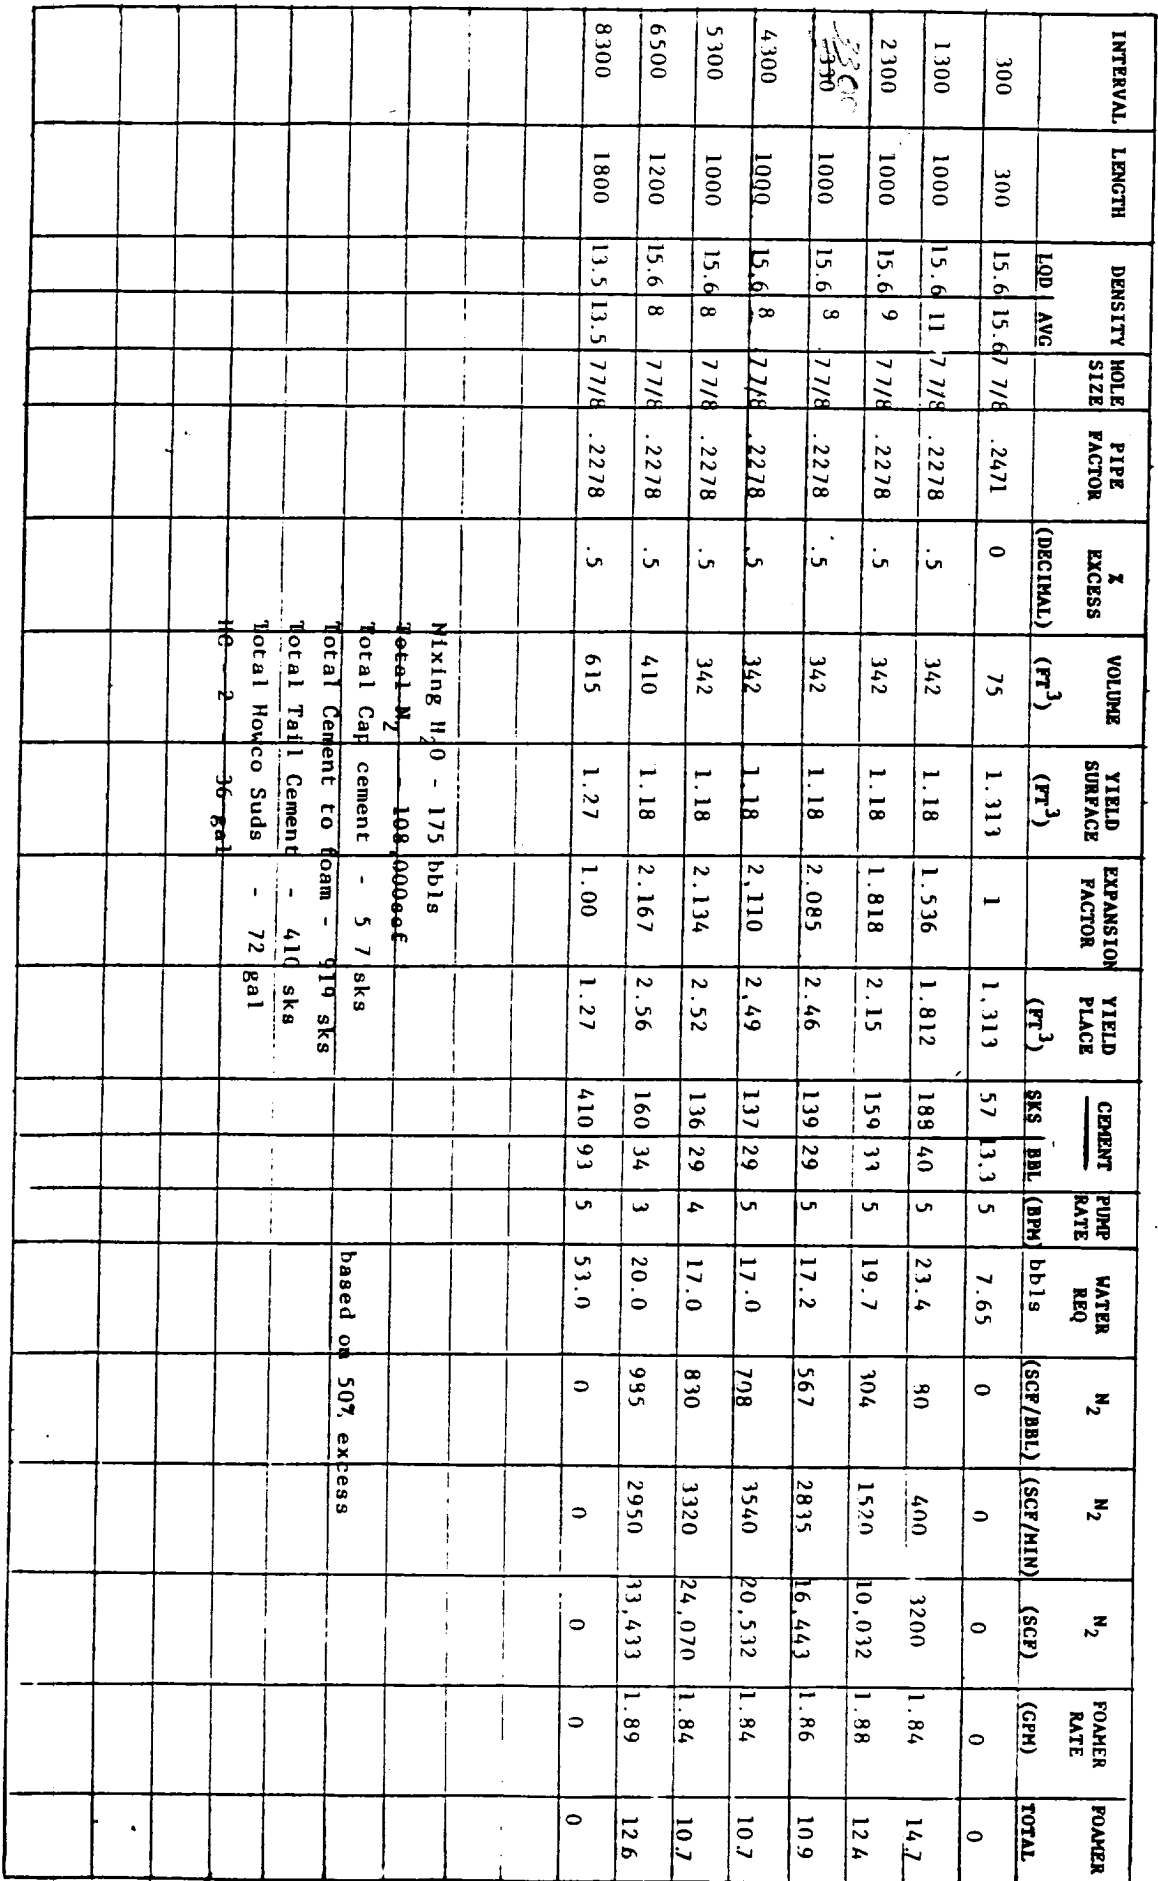 INTERVAL LENGTH DENSITY HOLE SIZE PIPE FACTOR % EXCESS VOLUME YIELD SURFACE EXPANSION FACTOR YIELD PLACE CEMENT PUMP RATE WATER REQ N2 N2 N2 FOAMER RATE FOAMER
LQD AVG (DECIMAL) (FT3) (FT3) (FT3) SKS BBL (BPM) bbls (SCF/BBL) (SCF/MIN) (SCF) (GPM) TOTAL
300 300 15.6 15.6 7 7/8 .2471 0 75 1.313 1 1.313 57 13.3 5 7.65 0 0 0 0 0
1300 1000 15.6 11 7 7/8 .2278 .5 342 1.18 1.536 1.812 188 40 5 23.4 80 400 3200 1.84 14.7
2300 1000 15.6 9 7 7/8 .2278 .5 342 1.18 1.818 2.15 159 33 5 19.7 304 1520 10,032 1.88 12.4
3300 1000 15.6 8 7 7/8 .2278 .5 342 1.18 2.085 2.46 139 29 5 17.2 567 2835 16,443 1.86 10.9
4300 1000 15.6 8 7 7/8 .2278 .5 342 1.18 2.110 2.49 137 29 5 17.0 708 3540 20,532 1.84 10.7
5300 1000 15.6 8 7 7/8 .2278 .5 342 1.18 2.134 2.52 136 29 4 17.0 830 3320 24,070 1.84 10.7
6500 1200 15.6 8 7 7/8 .2278 .5 410 1.18 2.167 2.56 160 34 3 20.0 985 2950 33,433 1.89 12.6
8300 1800 13.5 13.5 7 7/8 .2278 .5 615 1.27 1.00 1.27 410 93 5 53.0 0 0 0 0 0
Mixing H2O - 175 bbls
Total N2 - 108,000scf
Total Cap cement - 5 7 sks
Total Cement to foam - 919 sks based on 50% excess
Total Tail Cement - 410 sks
Total Howco Suds - 72 gal
HC - 2 - 36 gal